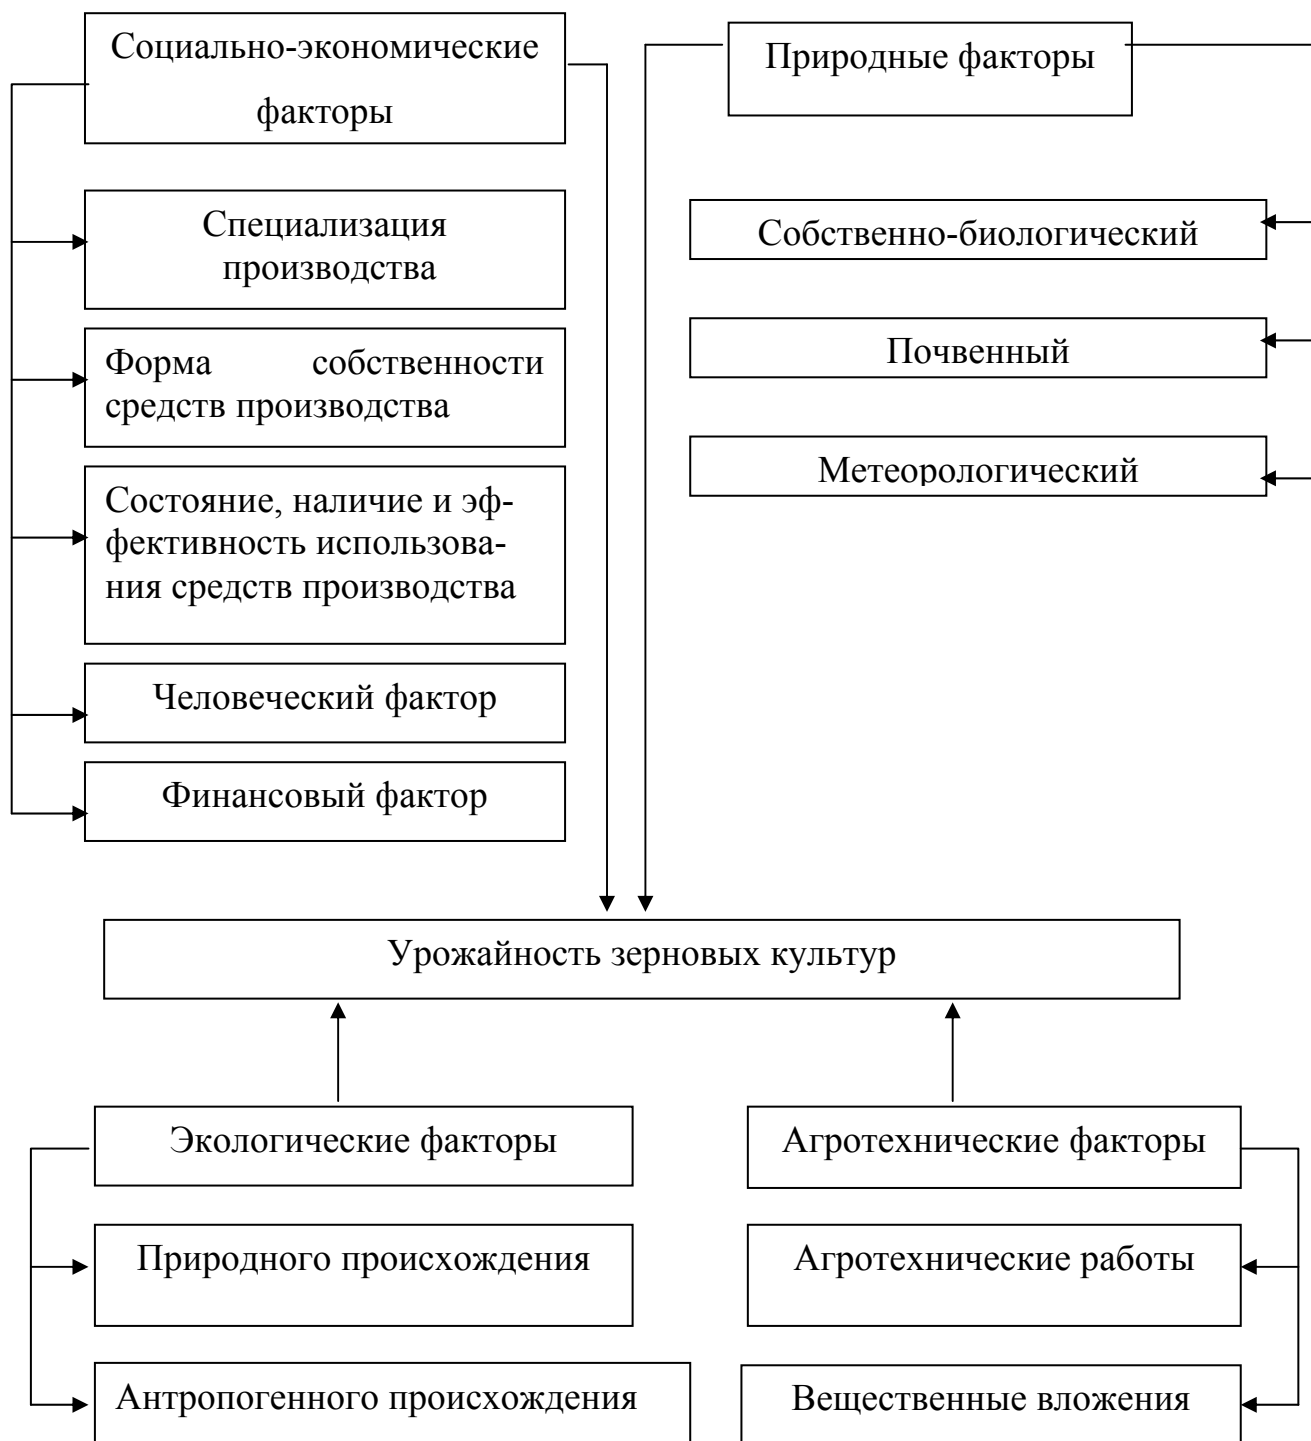 Социально-экономические
факторы
Природные факторы
Специализация
производства
Форма собственности
средств производства
Состояние, наличие и эф-
фективность использова-
ния средств производства
Человеческий фактор
Финансовый фактор
Собственно-биологический
Почвенный
Метеорологический
Урожайность зерновых культур
Экологические факторы
Природного происхождения
Антропогенного происхождения
Агротехнические факторы
Агротехнические работы
Вещественные вложения